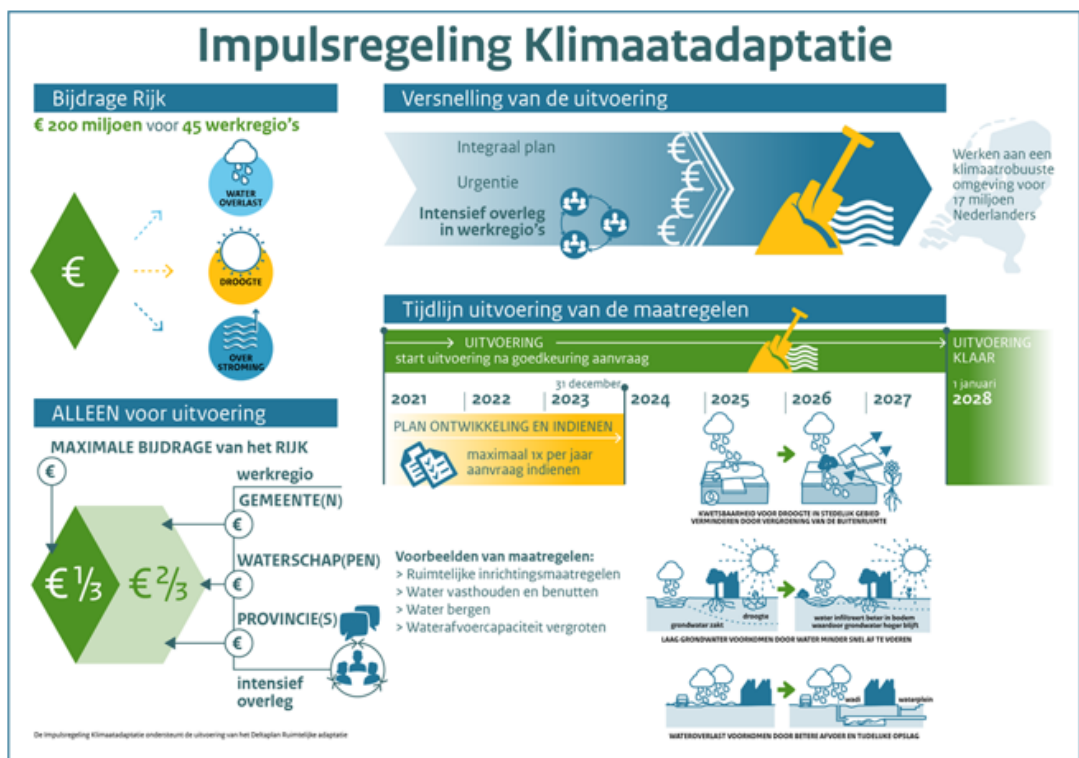 Impulsregeling Klimaatadaptatie
Bijdrage Rijk
€ 200 miljoen voor 45 werkregio's
€
WATER
OVERLAST
DROOGTE
OVER
STROMING
ALLEEN voor uitvoering
MAXIMALE BIJDRAGE van het RIJK
€
werkregio
GEMEENTE(N)
€
WATERSCHAP(PEN)
€
PROVINCIE(S)
€
intensief
overleg
€ 1/3
€ 2/3
De Impulsregeling Klimaatadaptatie ondersteunt de uitvoering van het Deltaplan Ruimtelijke adaptatie
Versnelling van de uitvoering
Integraal plan
Urgentie
Intensief overleg
in werkregio's
€
€
€
€
Werken aan een
klimaatrobuuste
omgeving voor
17 miljoen
Nederlanders
Tijdlijn uitvoering van de maatregelen
UITVOERING
start uitvoering na goedkeuring aanvraag
UITVOERING
KLAAR
31 december
1 januari
2028
2021
2022
2023
2024
2025
2026
2027
PLAN ONTWIKKELING EN INDIENEN
maximaal 1x per jaar
aanvraag indienen
KWETSBAARHEID VOOR DROOGTE IN STEDELIJK GEBIED
VERMINDEREN DOOR VERGROENING VAN DE BUITENRUIMTE
Voorbeelden van maatregelen:
> Ruimtelijke inrichtingsmaatregelen
> Water vasthouden en benutten
> Water bergen
> Waterafvoercapaciteit vergroten
grondwater zakt
droogte
water infiltreert beter in bodem
waardoor grondwater hoger blijft
LAAG GRONDWATER VOORKOMEN DOOR WATER MINDER SNEL AF TE VOEREN
wadi
waterplein
WATEROVERLAST VOORKOMEN DOOR BETERE AFVOER EN TIJDELIJKE OPSLAG